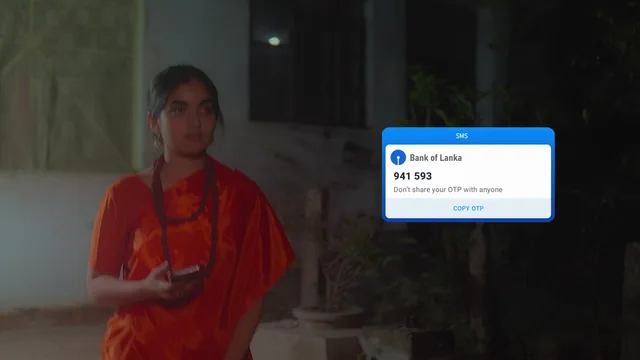 SMS
Bank of Lanka
941 593
Don't share your OTP with anyone
COPY OTP